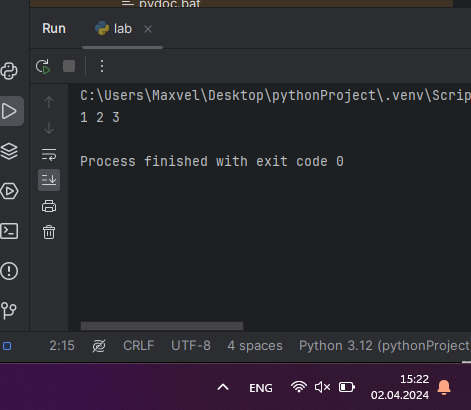 pydoc.bat
Run lab
C:\Users\Maxvel\Desktop\pythonProject\.venv\Scrip
1 2 3
Process finished with exit code 0
2:15 CRLF UTF-8 4 spaces Python 3.12 (pythonProject
ENG 15:22
02.04.2024